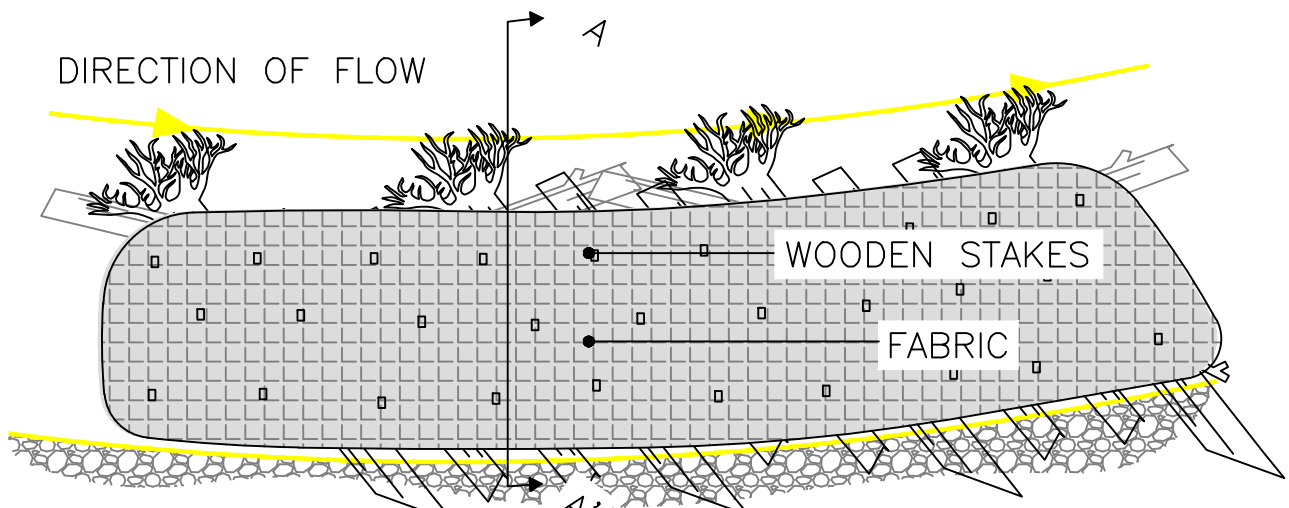 A
DIRECTION OF FLOW
WOODEN STAKES
FABRIC
A'